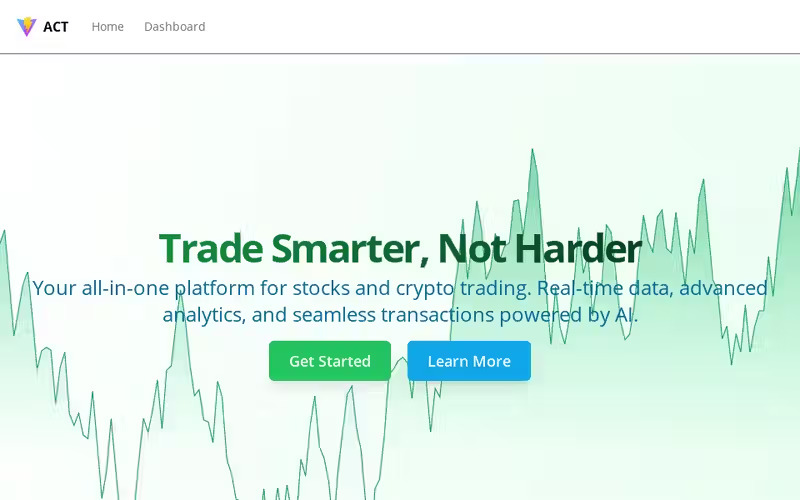 ACT
Home
Dashboard
Trade Smarter, Not Harder
Your all-in-one platform for stocks and crypto trading. Real-time data, advanced
analytics, and seamless transactions powered by AI.
Get Started
Learn More